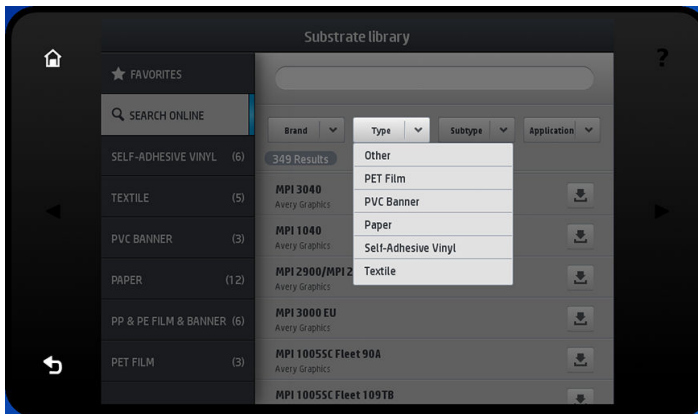 Substrate library
?
FAVORITES
SEARCH ONLINE
Brand Type Subtype Application
SELF-ADHESIVE VINYL (6)
349 Results
Other
PET Film
PVC Banner
Paper
Self-Adhesive Vinyl
Textile
TEXTILE (5)
PVC BANNER (3)
PAPER (12)
PP & PE FILM & BANNER (6)
PET FILM (3)
MPI 3040
Avery Graphics
MPI 1040
Avery Graphics
MPI 2900/MPI 2
Avery Graphics
MPI 3000 EU
Avery Graphics
MPI 1005SC Fleet 90A
Avery Graphics
MPI 1005SC Fleet 109TB